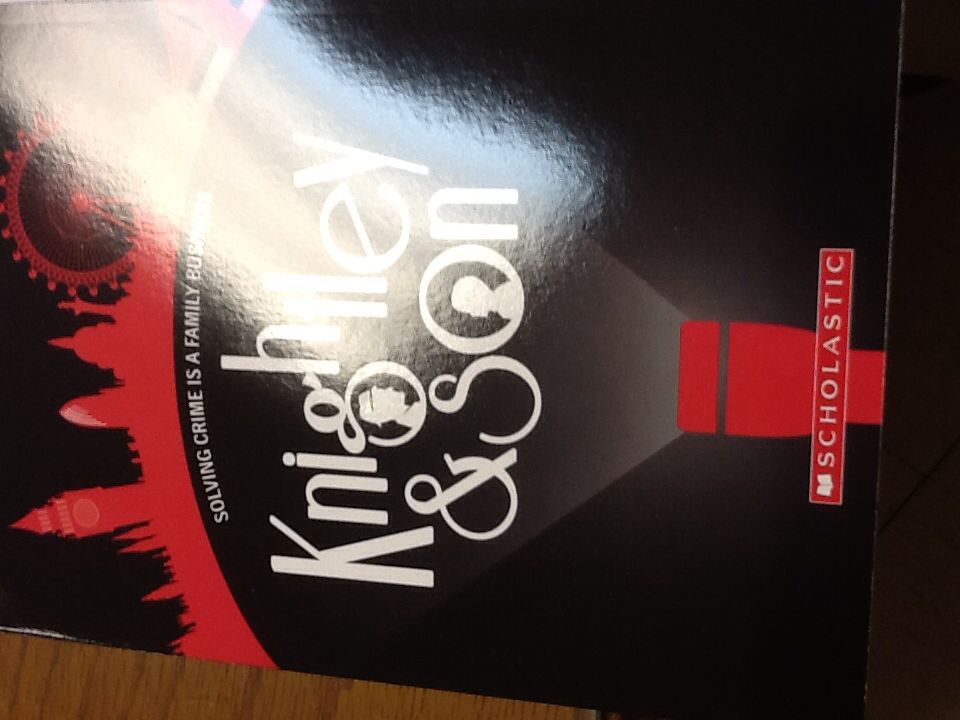 SOLVING CRIME IS A FAMILY BUSINESS
Knightley
& Son
SCHOLASTIC